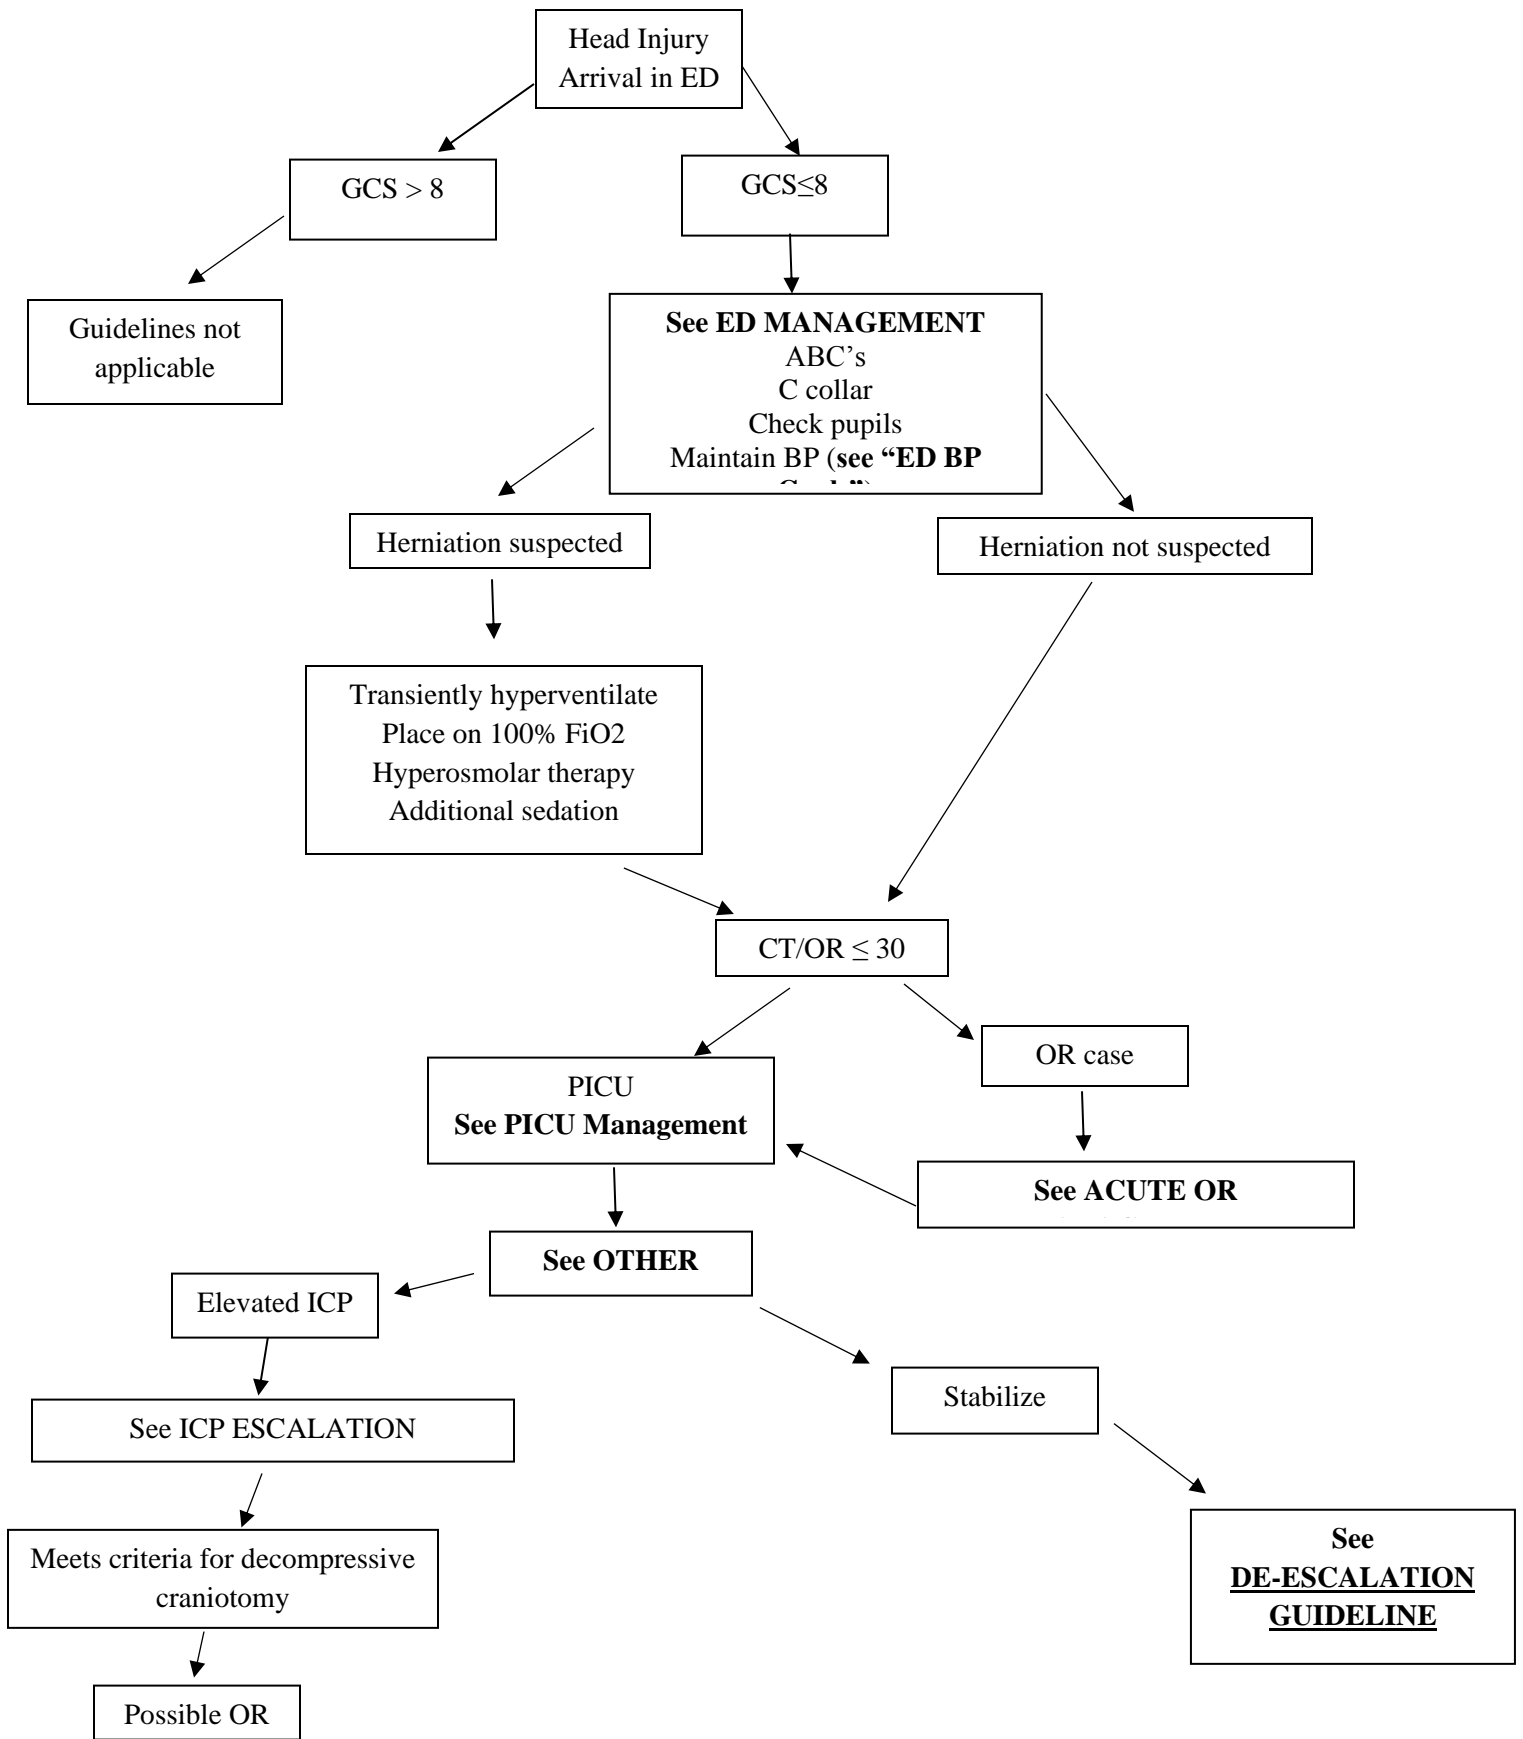 Head Injury
Arrival in ED
GCS > 8
GCS≤8
Guidelines not
applicable
See ED MANAGEMENT
ABC’s
C collar
Check pupils
Maintain BP (see “ED BP
Herniation suspected
Herniation not suspected
Transiently hyperventilate
Place on 100% FiO2
Hyperosmolar therapy
Additional sedation
CT/OR ≤ 30
OR case
PICU
See PICU Management
See ACUTE OR
See OTHER
Elevated ICP
Stabilize
See ICP ESCALATION
See
DE-ESCALATION
GUIDELINE
Meets criteria for decompressive
craniotomy
Possible OR